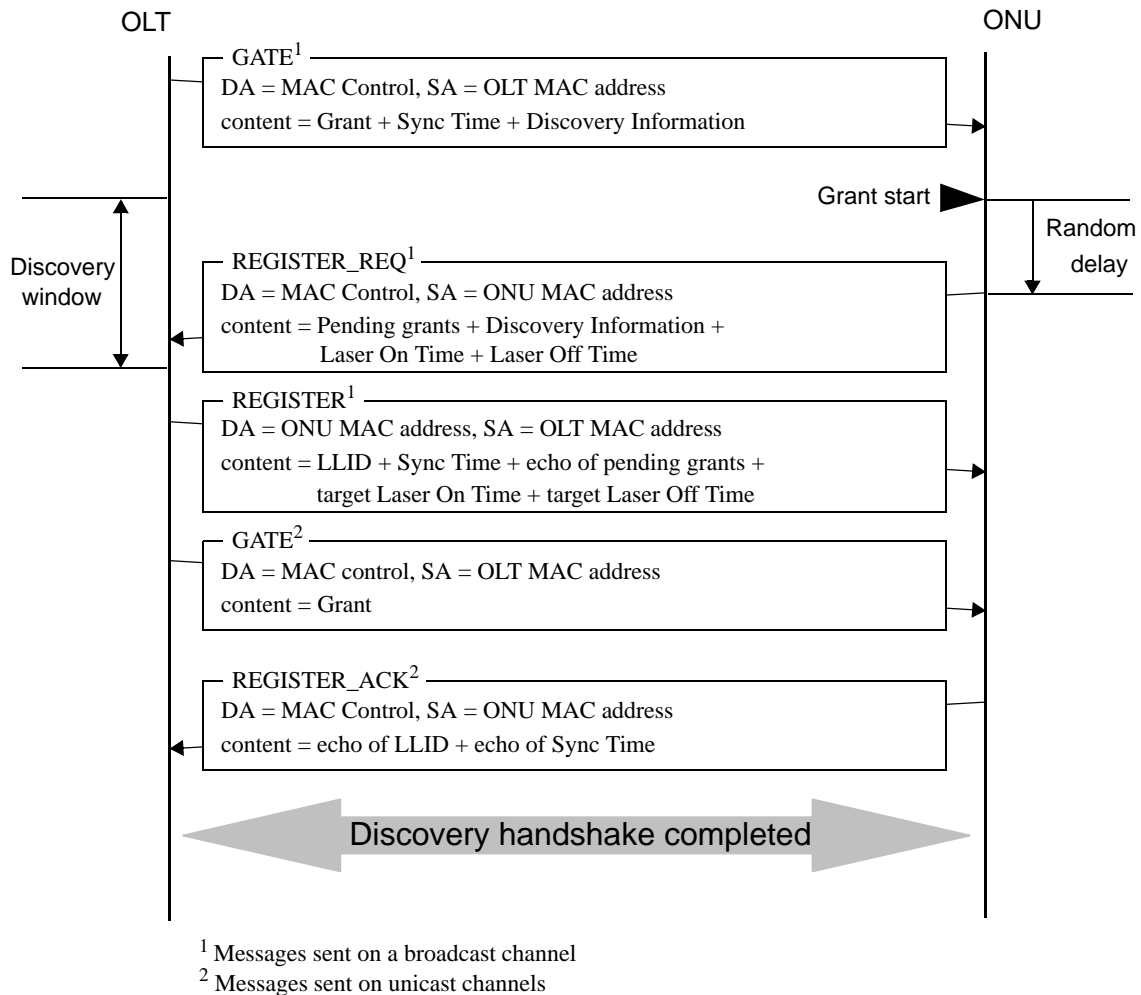 OLT
ONU
GATE1
DA = MAC Control, SA = OLT MAC address
content = Grant + Sync Time + Discovery Information
Grant start
Random
delay
Discovery
window
REGISTER_REQ1
DA = MAC Control, SA = ONU MAC address
content = Pending grants + Discovery Information +
Laser On Time + Laser Off Time
REGISTER1
DA = ONU MAC address, SA = OLT MAC address
content = LLID + Sync Time + echo of pending grants +
target Laser On Time + target Laser Off Time
GATE2
DA = MAC control, SA = OLT MAC address
content = Grant
REGISTER_ACK2
DA = MAC Control, SA = ONU MAC address
content = echo of LLID + echo of Sync Time
Discovery handshake completed
1 Messages sent on a broadcast channel
2 Messages sent on unicast channels